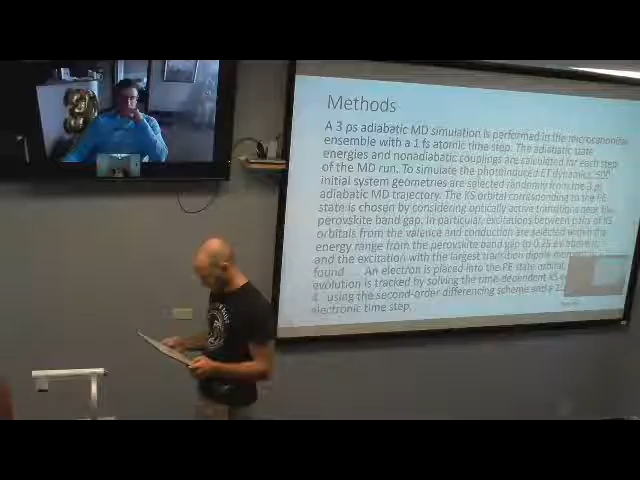 Methods
A 3 ps adiabatic MD simulation is performed in the microcanonical
ensemble with a 1 fs atomic time step. The adiabatic state
energies and nonadiabatic couplings are calculated for each step
of the MD run. To simulate the photoinduced ET dynamics, 500
initial system geometries are selected randomly from the 3 ps
adiabatic MD trajectory. The KS orbital corresponding to the PE
state is chosen by considering optically active transitions near the
perovskite band gap. In particular, excitations between pairs of KS
orbitals from the valence and conduction are selected within the
energy range from the perovskite band gap to 0.25 eV above it,
and the excitation with the largest transition dipole
found ... An electron is placed into the PE state orbital,
evolution is tracked by solving the time-dependent KS
4 using the second-order differencing scheme and a
electronic time step.